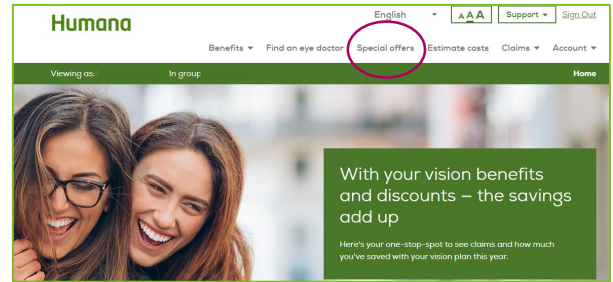 Humana
English
A A A
Support
Sign Out
Benefits
Find an eye doctor
Special offers
Estimate costs
Claims
Account
Viewing as:
In group
Home
With your vision benefits
and discounts – the savings
add up
Here's your one-stop-spot to see claims and how much
you've saved with your vision plan this year.